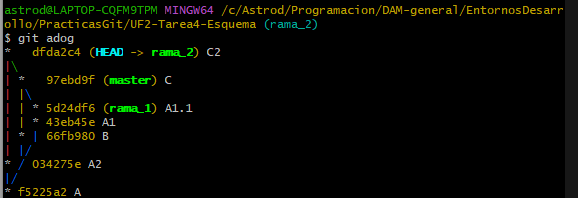 astrod@LAPTOP-CQFM9TPM MINGW64 /c/Astrod/Programacion/DAM-general/EntornosDesarr
ollo/PracticasGit/UF2-Tarea4-Esquema (rama_2)
$ git adog
*   dfda2c4 (HEAD -> rama_2) C2
|\
| *   97ebd9f (master) C
| |\
| | * 5d24df6 (rama_1) A1.1
| | * 43eb45e A1
| * | 66fb980 B
| |/
* / 034275e A2
|/
* f5225a2 A